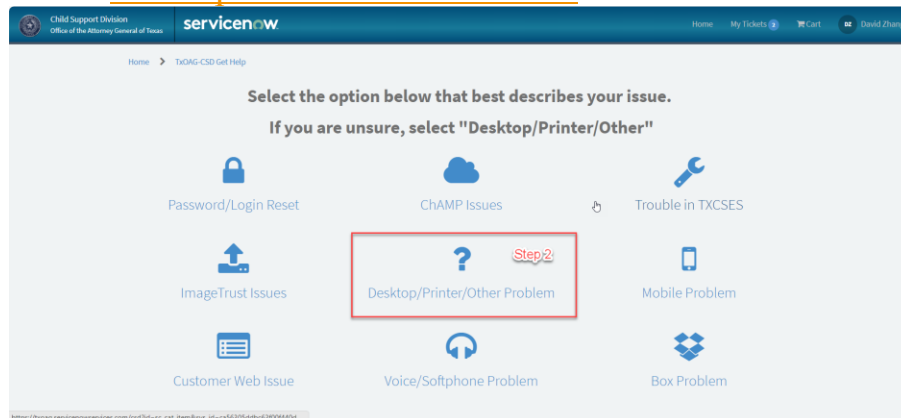 Child Support Division
Office of the Attorney General of Texas
servicenow
Home My Tickets 2 Cart DZ David Zhan
Home > TxOAG-CSD Get Help
Select the option below that best describes your issue.
If you are unsure, select "Desktop/Printer/Other"
Password/Login Reset ChAMP Issues Trouble in TXCSES
? Step 2
ImageTrust Issues Desktop/Printer/Other Problem Mobile Problem
Customer Web Issue Voice/Softphone Problem Box Problem